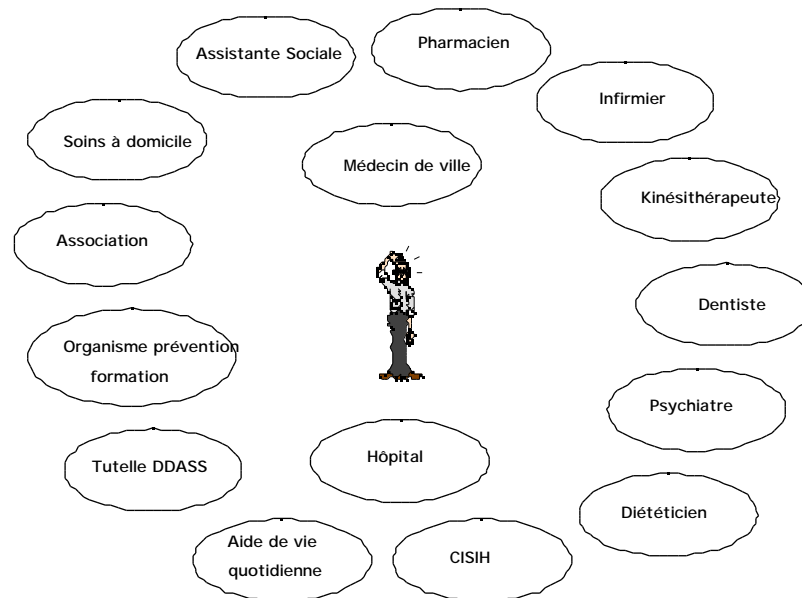 Assistante Sociale
Pharmacien
Infirmier
Soins à domicile
Médecin de ville
Kinésithérapeute
Association
Dentiste
Organisme prévention
formation
Psychiatre
Tutelle DDASS
Hôpital
Diététicien
Aide de vie
quotidienne
CISIH